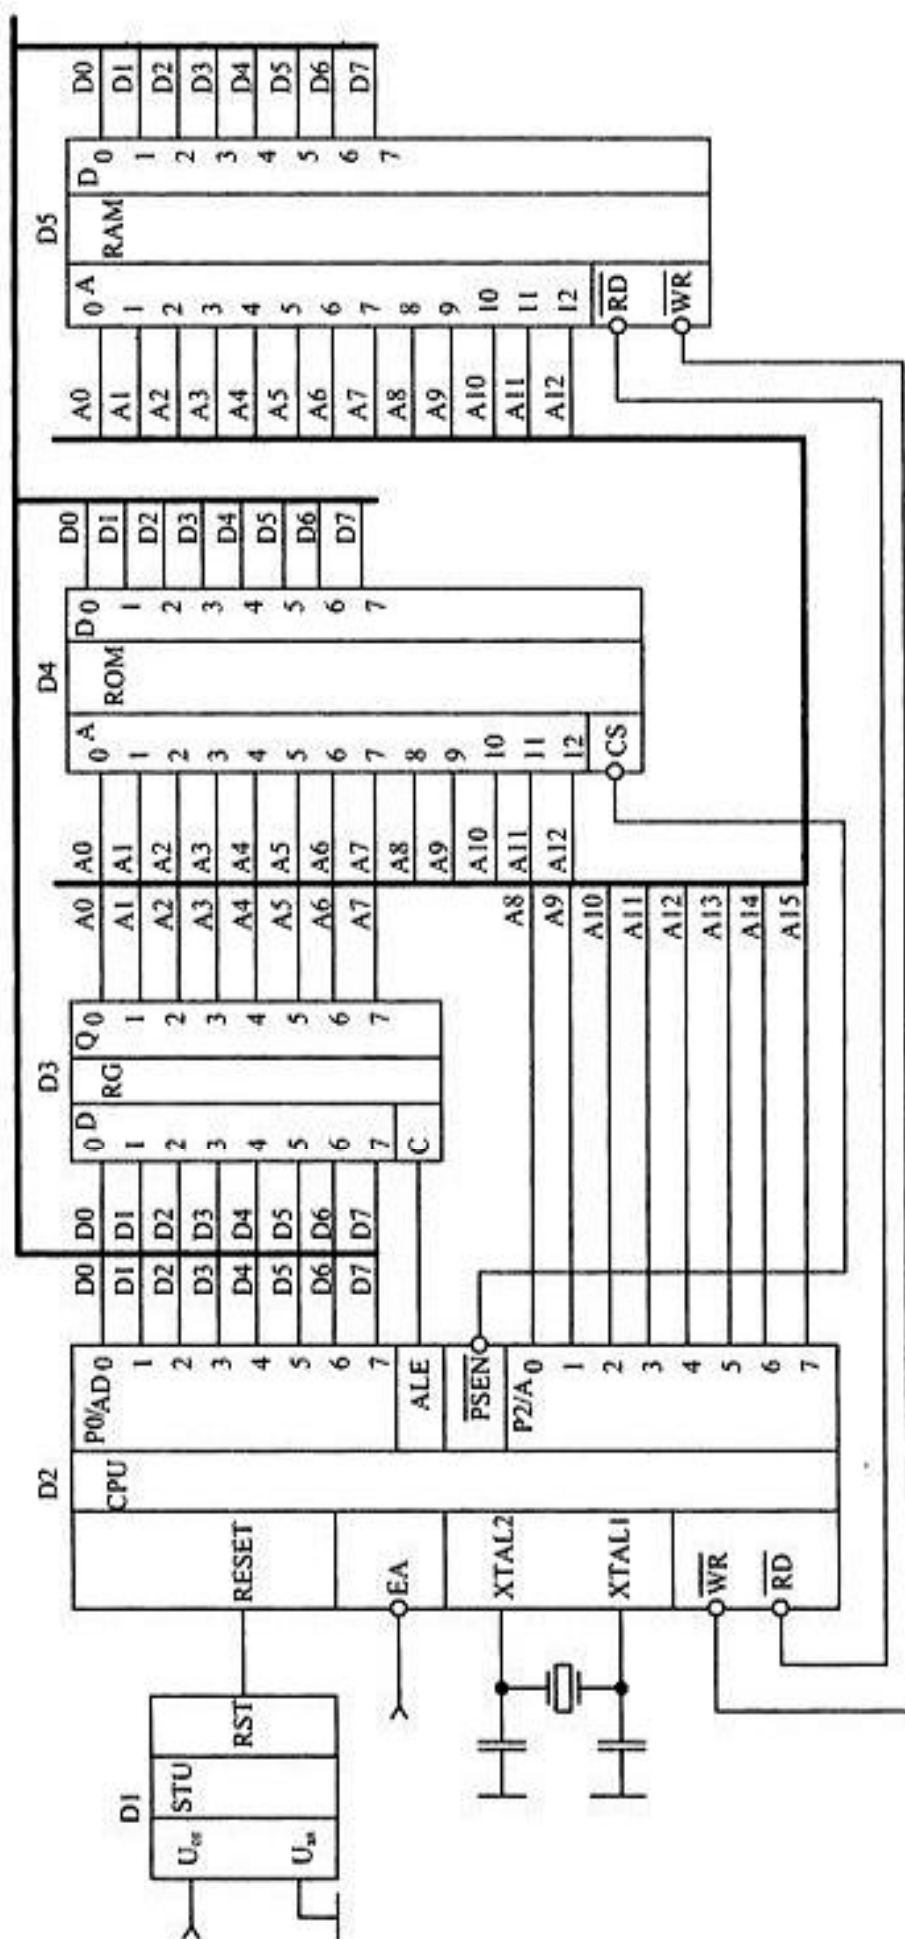 D1
STU
RST
D2
CPU
RESET
EA
XTAL2
XTAL1
WR
RD
P0/AD
0
1
2
3
4
5
6
7
ALE
PSEN
P2/A
0
1
2
3
4
5
6
7
D0
D1
D2
D3
D4
D5
D6
D7
D0
D1
D2
D3
D4
D5
D6
D7
D3
D
0
1
2
3
4
5
6
7
C
RG
Q
0
1
2
3
4
5
6
7
A0
A1
A2
A3
A4
A5
A6
A7
A8
A9
A10
A11
A12
A13
A14
A15
A0
A1
A2
A3
A4
A5
A6
A7
A8
A9
A10
A11
A12
D4
A
0
1
2
3
4
5
6
7
8
9
10
11
12
CS
ROM
D
0
1
2
3
4
5
6
7
D0
D1
D2
D3
D4
D5
D6
D7
A0
A1
A2
A3
A4
A5
A6
A7
A8
A9
A10
A11
A12
D5
A
0
1
2
3
4
5
6
7
8
9
10
11
12
RD
WR
RAM
D
0
1
2
3
4
5
6
7
D0
D1
D2
D3
D4
D5
D6
D7